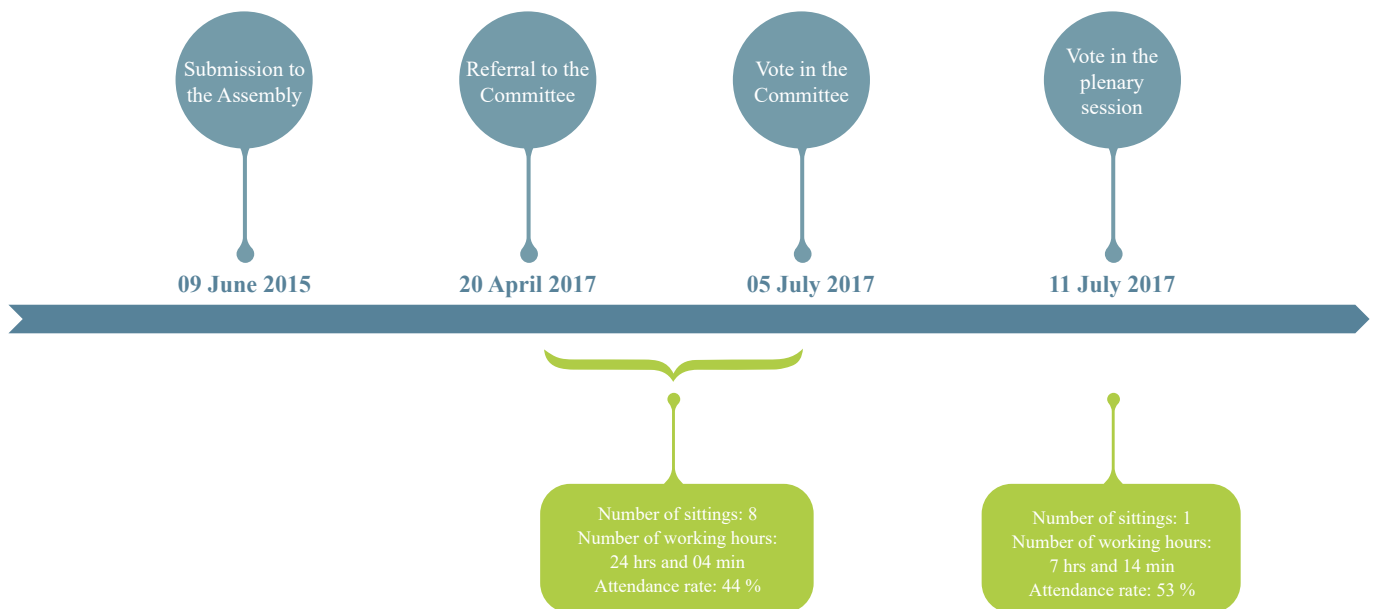 Submission to
the Assembly
Referral to the
Committee
Vote in the
Committee
Vote in the
plenary
session
09 June 2015
20 April 2017
05 July 2017
11 July 2017
Number of sittings: 8
Number of working hours:
24 hrs and 04 min
Attendance rate: 44 %
Number of sittings: 1
Number of working hours:
7 hrs and 14 min
Attendance rate: 53 %